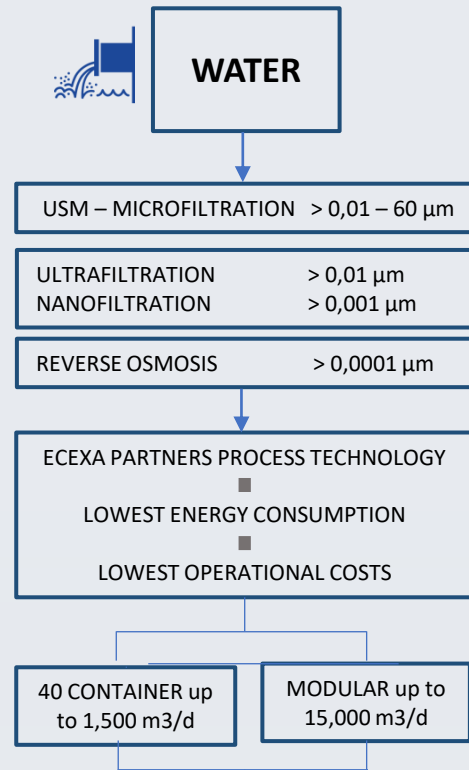 WATER
USM – MICROFILTRATION > 0,01 – 60 µm
ULTRAFILTRATION > 0,01 µm
NANOFILTRATION > 0,001 µm
REVERSE OSMOSIS > 0,0001 µm
ECEXA PARTNERS PROCESS TECHNOLOGY
LOWEST ENERGY CONSUMPTION
LOWEST OPERATIONAL COSTS
40 CONTAINER up
to 1,500 m3/d
MODULAR up to
15,000 m3/d